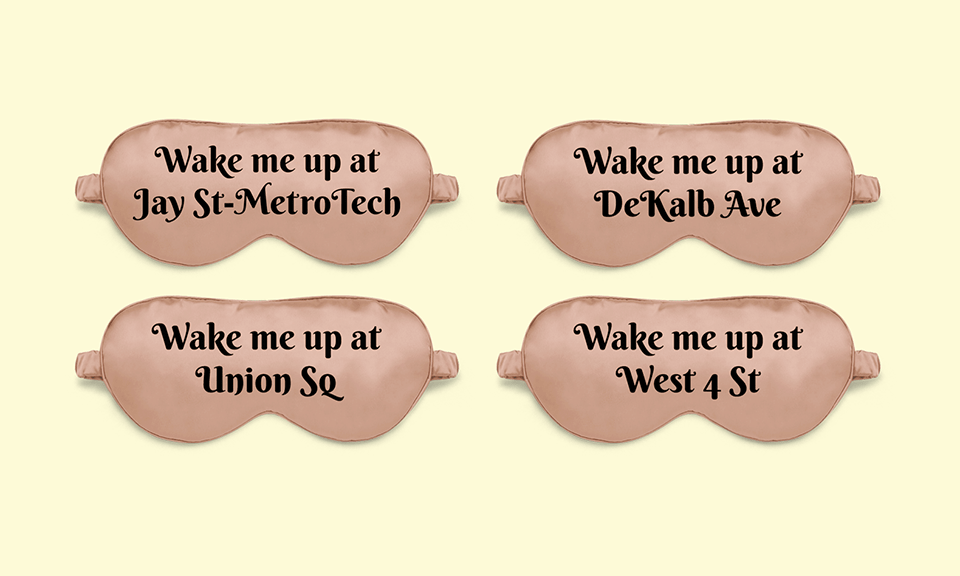 Wake me up at
Jay St-MetroTech
Wake me up at
DeKalb Ave
Wake me up at
Union Sq
Wake me up at
West 4 St